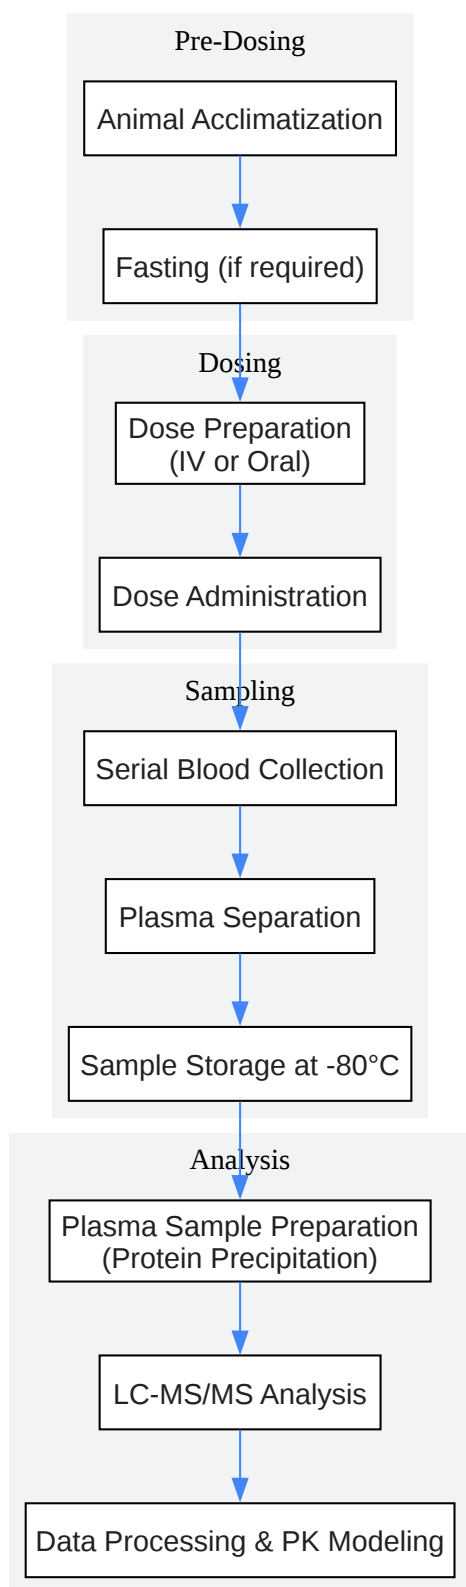 Pre-Dosing
Animal Acclimatization
Fasting (if required)
Dosing
Dose Preparation
(IV or Oral)
Dose Administration
Sampling
Serial Blood Collection
Plasma Separation
Sample Storage at -80°C
Analysis
Plasma Sample Preparation
(Protein Precipitation)
LC-MS/MS Analysis
Data Processing & PK Modeling